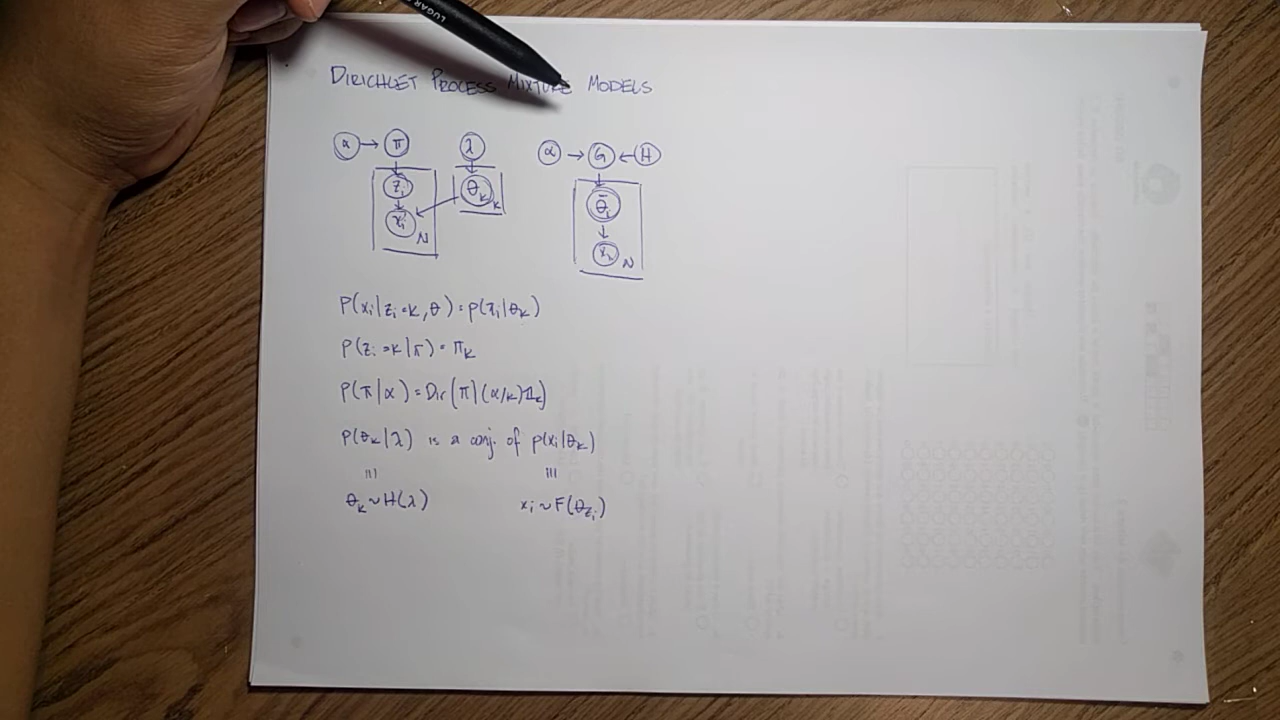 DIRICHLET PROCESS MIXTURE MODELS
α → π λ α → G ← H
z_i θ_k K θ̄_i
x_i N x_i N
p(x_i|z_i=k, θ) = p(x_i|θ_k)
p(z_i=k|π) = π_k
p(π|α) = Dir(π|(α/K)𝟙_K)
p(θ_k|λ) is a conj. of p(x_i|θ_k)
θ_k ~ H(λ) x_i ~ F(θ_{z_i})